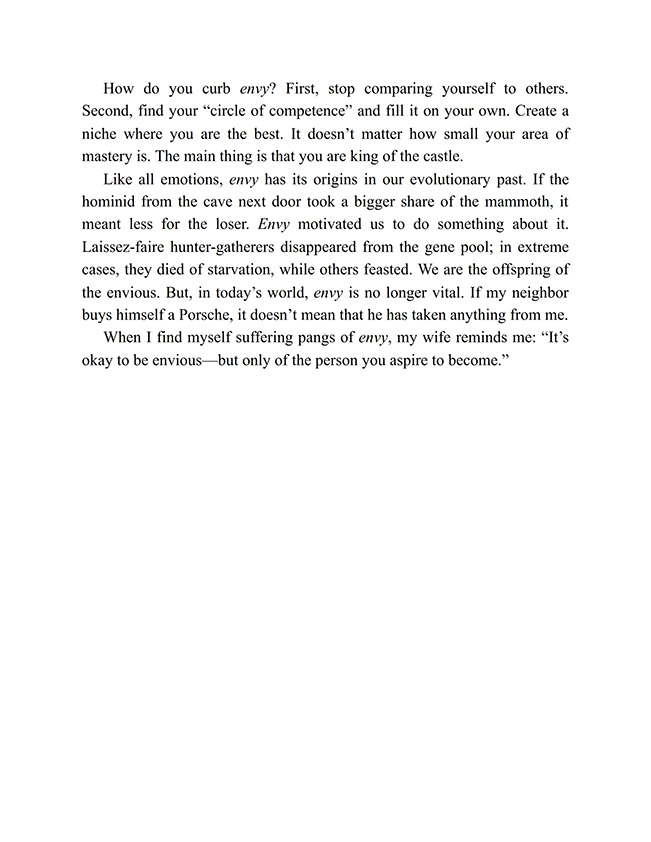 How do you curb envy? First, stop comparing yourself to others.
Second, find your “circle of competence” and fill it on your own. Create a
niche where you are the best. It doesn’t matter how small your area of
mastery is. The main thing is that you are king of the castle.
Like all emotions, envy has its origins in our evolutionary past. If the
hominid from the cave next door took a bigger share of the mammoth, it
meant less for the loser. Envy motivated us to do something about it.
Laissez-faire hunter-gatherers disappeared from the gene pool; in extreme
cases, they died of starvation, while others feasted. We are the offspring of
the envious. But, in today’s world, envy is no longer vital. If my neighbor
buys himself a Porsche, it doesn’t mean that he has taken anything from me.
When I find myself suffering pangs of envy, my wife reminds me: “It’s
okay to be envious—but only of the person you aspire to become.”